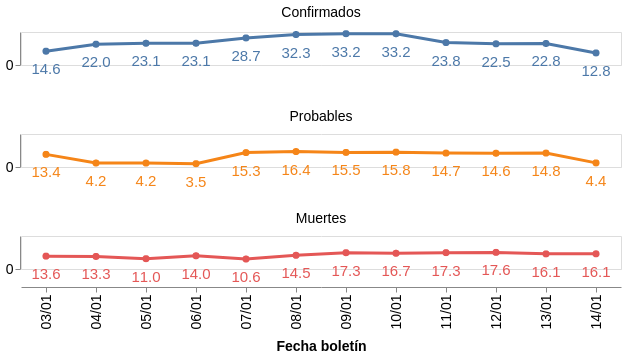 Confirmados
0
14.6 22.0 23.1 23.1 28.7 32.3 33.2 33.2 23.8 22.5 22.8 12.8
Probables
0
13.4 4.2 4.2 3.5 15.3 16.4 15.5 15.8 14.7 14.6 14.8 4.4
Muertes
0
13.6 13.3 11.0 14.0 10.6 14.5 17.3 16.7 17.3 17.6 16.1 16.1
03/01 04/01 05/01 06/01 07/01 08/01 09/01 10/01 11/01 12/01 13/01 14/01
Fecha boletín